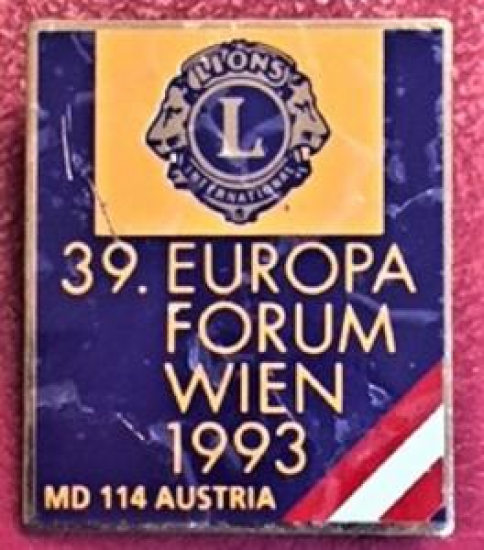 LIONS
L
INTERNATIONAL
39. EUROPA
FORUM
WIEN
1993
MD 114 AUSTRIA